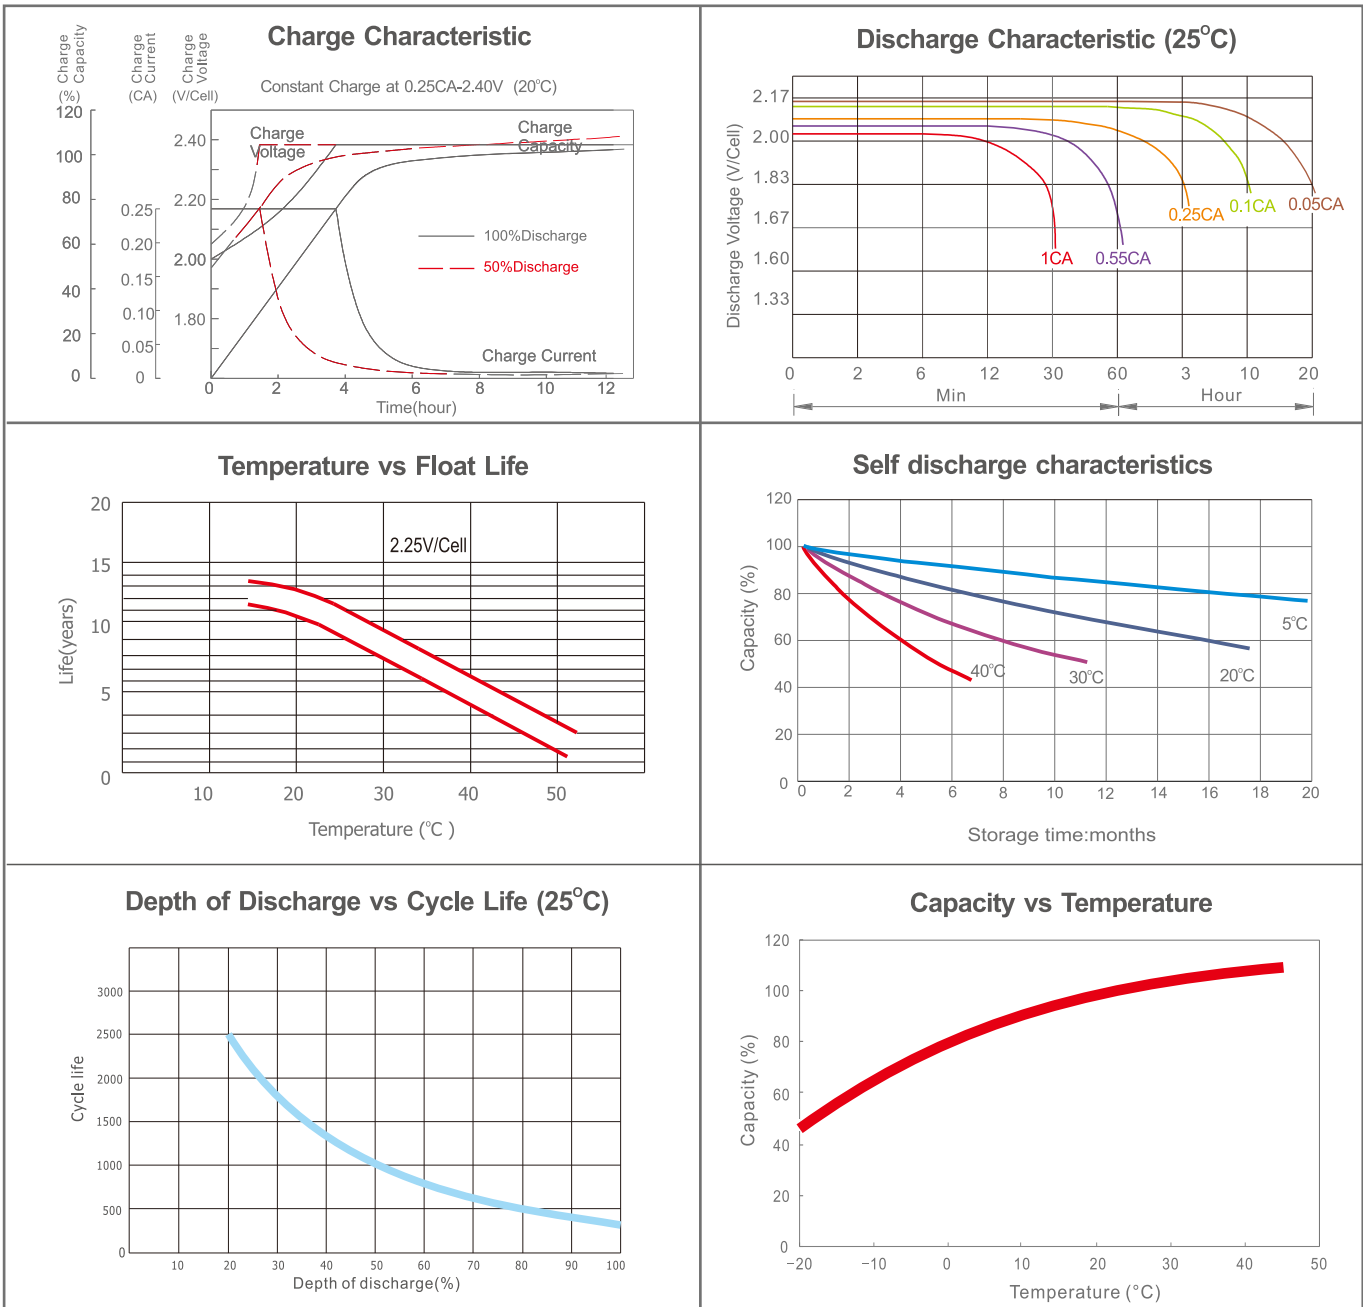 Charge Characteristic
Charge Capacity (%)
Charge Current (CA)
Charge Voltage (V/Cell)
Constant Charge at 0.25CA-2.40V (20°C)
120
100
80
60
40
20
0
0.25
0.20
0.15
0.10
0.05
0
2.40
2.20
2.00
1.80
Charge
Voltage
Charge
Capacity
100%Discharge
50%Discharge
Charge Current
0 2 4 6 8 10 12
Time(hour)
Discharge Characteristic (25°C)
Discharge Voltage (V/Cell)
2.17
2.00
1.83
1.67
1.60
1.33
1CA
0.55CA
0.25CA
0.1CA
0.05CA
0 2 6 12 30 60 3 10 20
Min Hour
Temperature vs Float Life
Life(years)
20
15
10
5
0
2.25V/Cell
10 20 30 40 50
Temperature (°C )
Self discharge characteristics
Capacity (%)
120
100
80
60
40
20
0
5°C
20°C
30°C
40°C
0 2 4 6 8 10 12 14 16 18 20
Storage time:months
Depth of Discharge vs Cycle Life (25°C)
Cycle life
3000
2500
2000
1500
1000
500
0
10 20 30 40 50 60 70 80 90 100
Depth of discharge(%)
Capacity vs Temperature
Capacity (%)
120
100
80
60
40
20
0
−20 −10 0 10 20 30 40 50
Temperature (°C)